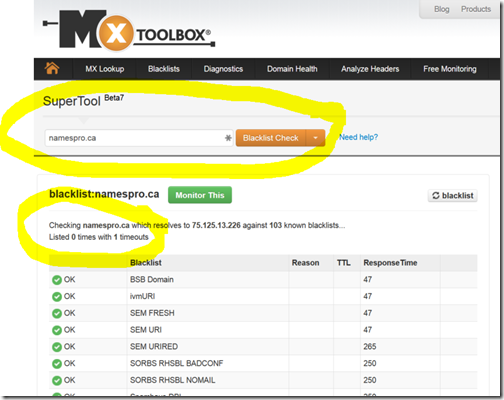 Blog Products
MX TOOLBOX®
MX Lookup Blacklists Diagnostics Domain Health Analyze Headers Free Monitoring
SuperTool Beta7
namespro.ca Blacklist Check Need help?
blacklist:namespro.ca Monitor This blacklist
Checking namespro.ca which resolves to 75.125.13.226 against 103 known blacklists...
Listed 0 times with 1 timeouts
Blacklist Reason TTL ResponseTime
OK BSB Domain 47
OK ivmURI 47
OK SEM FRESH 47
OK SEM URI 47
OK SEM URIRED 265
OK SORBS RHSBL BADCONF 250
OK SORBS RHSBL NOMAIL 250